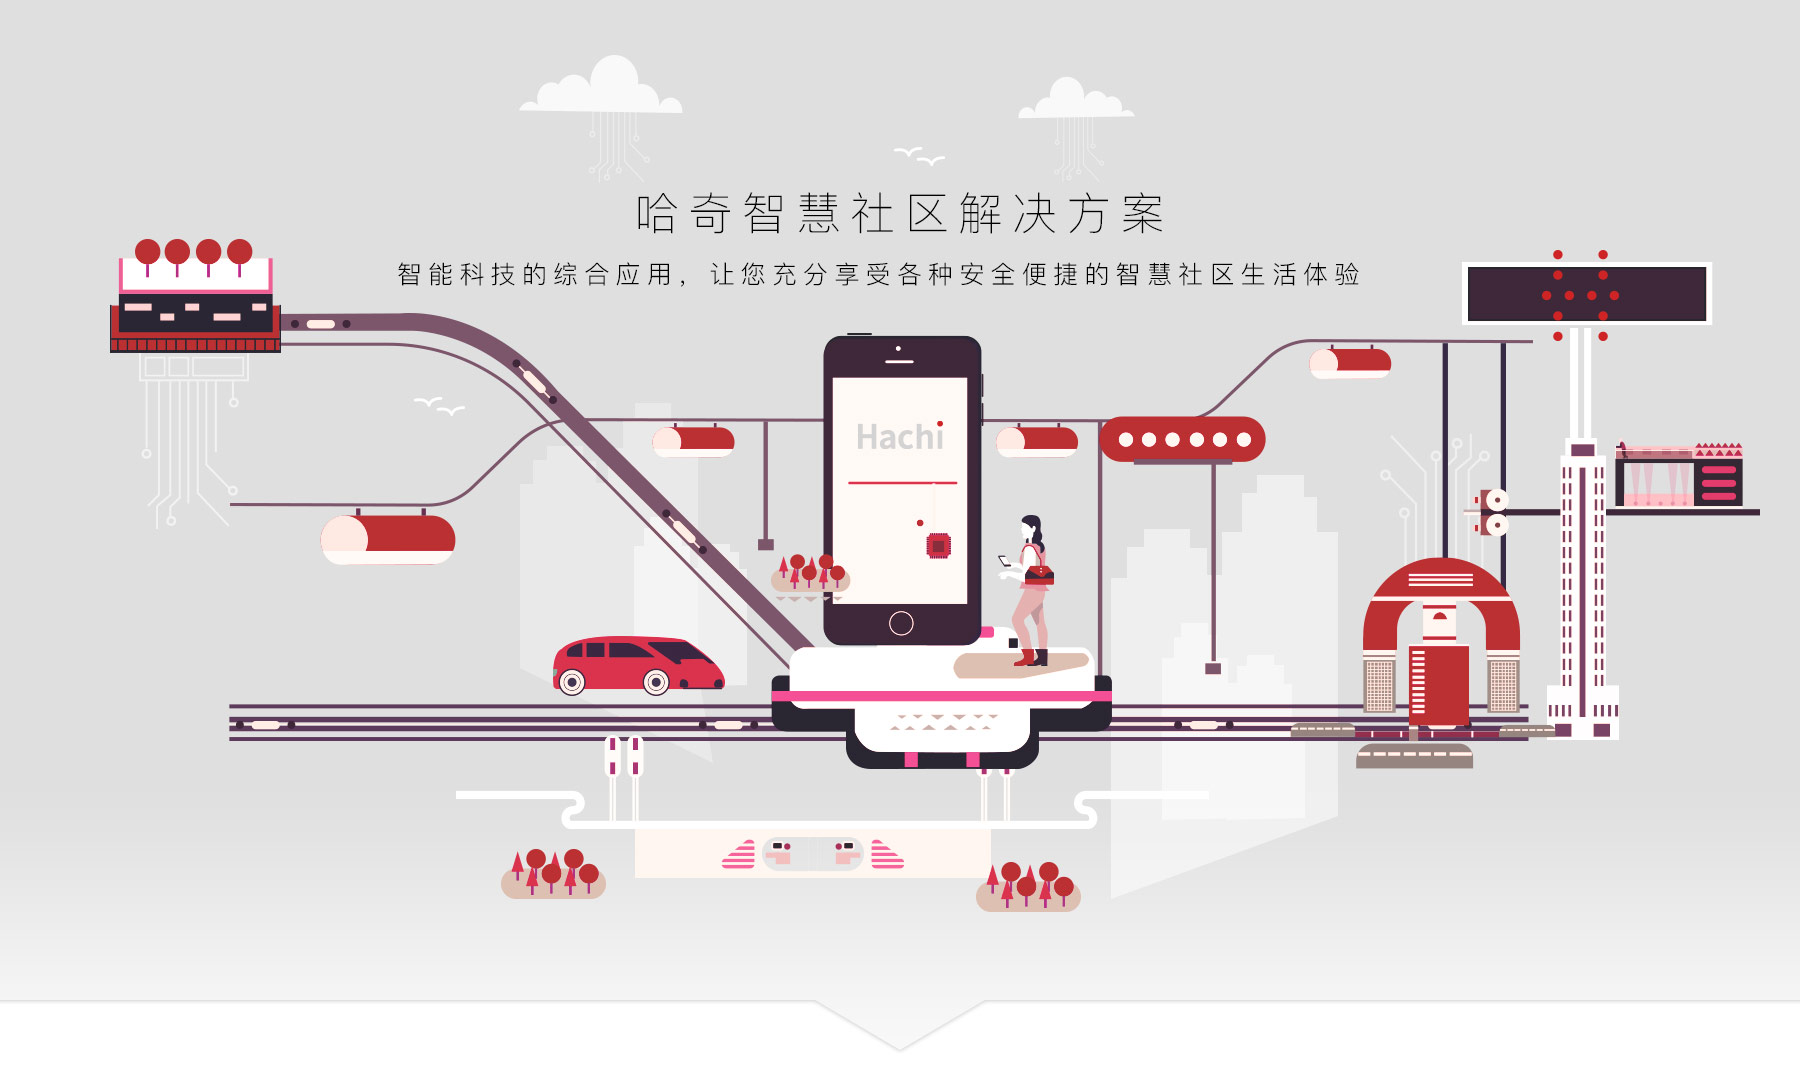 哈奇智慧社区解决方案
智能科技的综合应用，让您充分享受各种安全便捷的智慧社区生活体验
Hachi